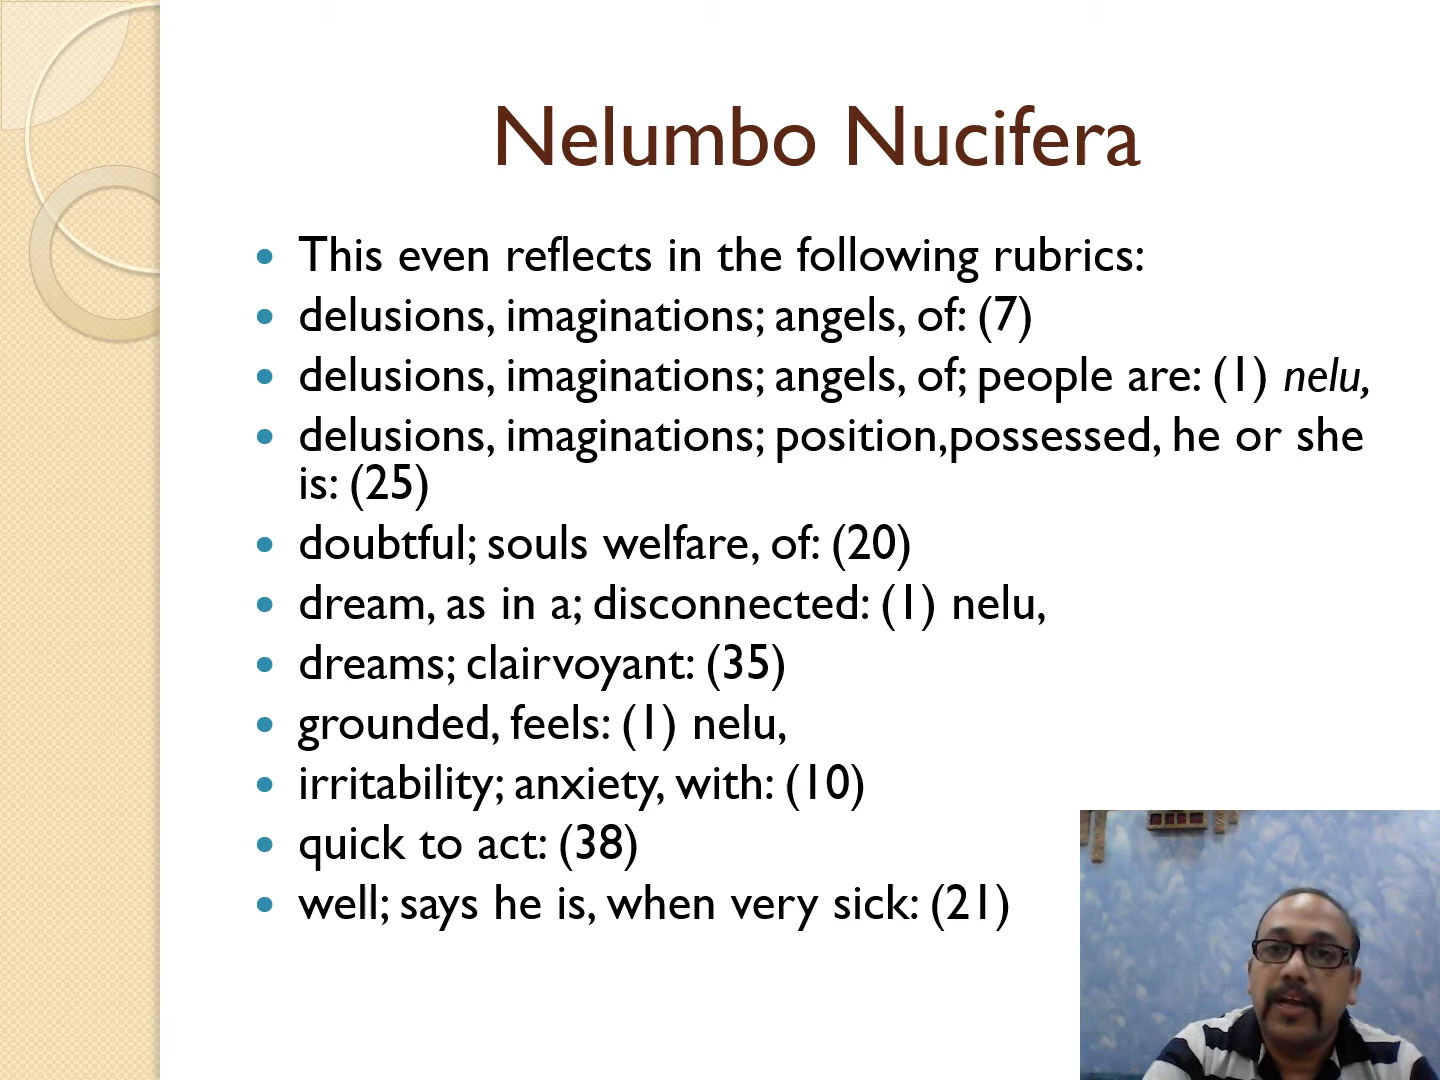 Nelumbo Nucifera
• This even reflects in the following rubrics:
• delusions, imaginations; angels, of: (7)
• delusions, imaginations; angels, of; people are: (1) nelu,
• delusions, imaginations; position,possessed, he or she
is: (25)
• doubtful; souls welfare, of: (20)
• dream, as in a; disconnected: (1) nelu,
• dreams; clairvoyant: (35)
• grounded, feels: (1) nelu,
• irritability; anxiety, with: (10)
• quick to act: (38)
• well; says he is, when very sick: (21)